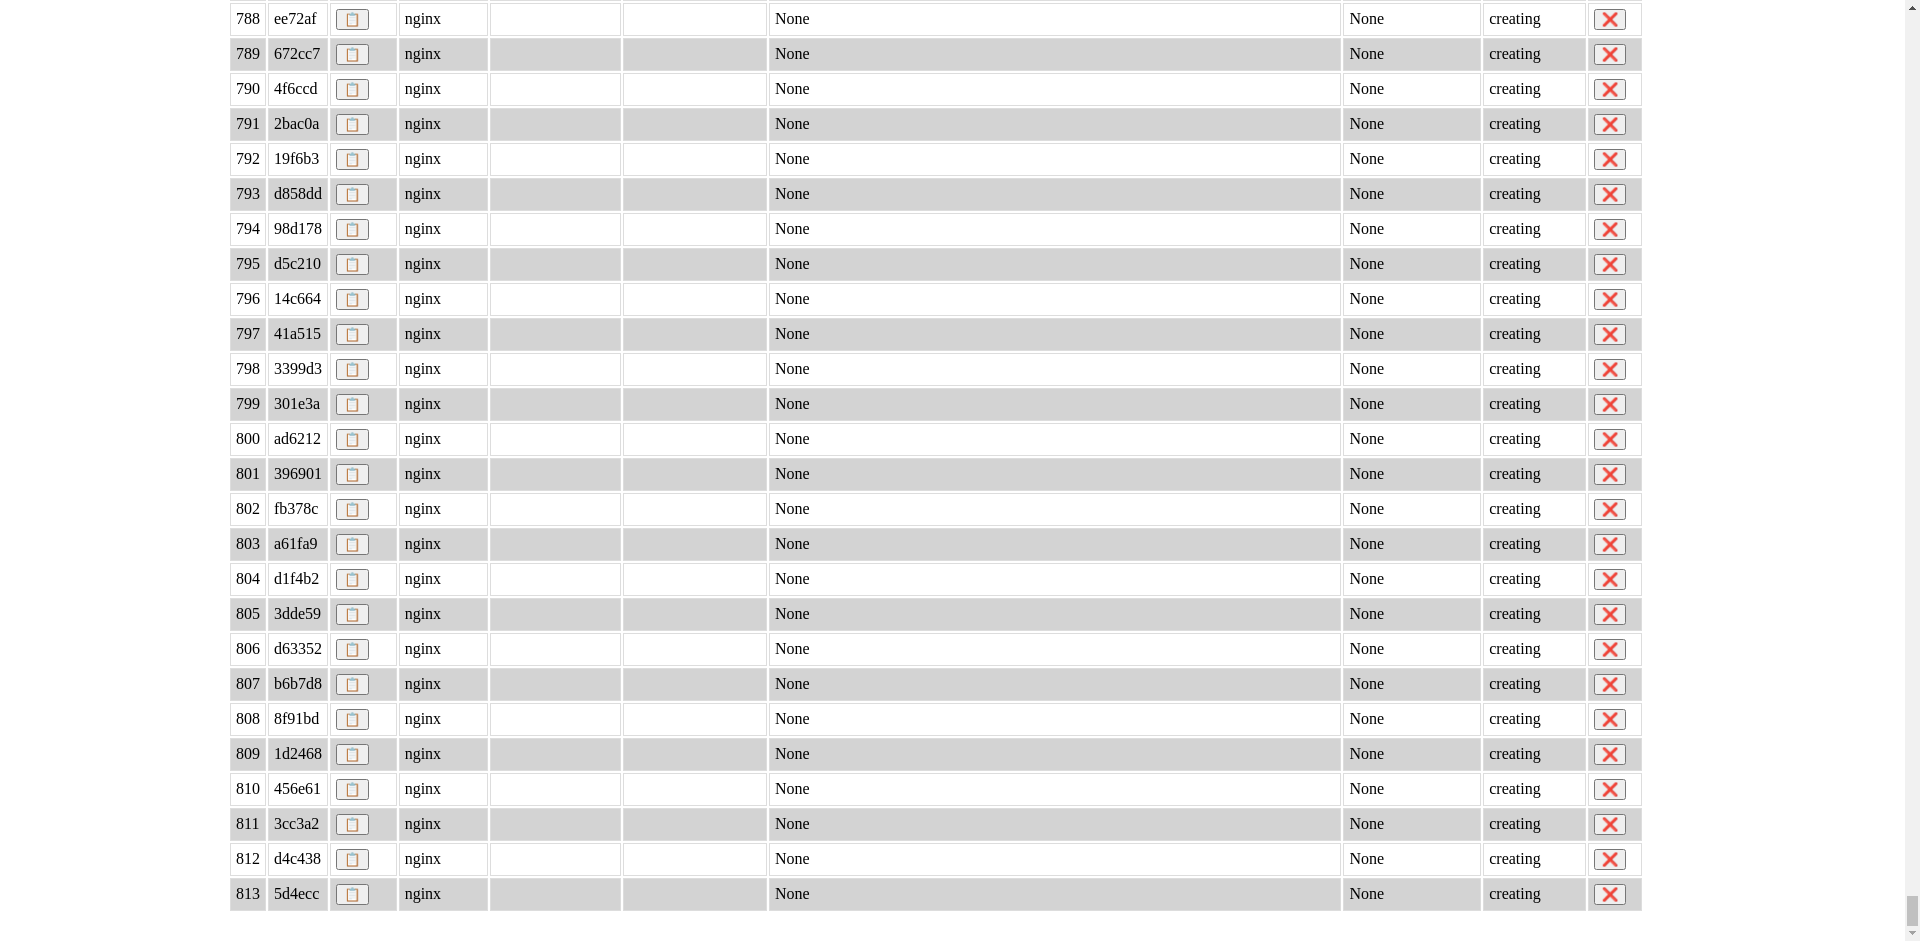 788 ee72af nginx None None creating
789 672cc7 nginx None None creating
790 4f6ccd nginx None None creating
791 2bac0a nginx None None creating
792 19f6b3 nginx None None creating
793 d858dd nginx None None creating
794 98d178 nginx None None creating
795 d5c210 nginx None None creating
796 14c664 nginx None None creating
797 41a515 nginx None None creating
798 3399d3 nginx None None creating
799 301e3a nginx None None creating
800 ad6212 nginx None None creating
801 396901 nginx None None creating
802 fb378c nginx None None creating
803 a61fa9 nginx None None creating
804 d1f4b2 nginx None None creating
805 3dde59 nginx None None creating
806 d63352 nginx None None creating
807 b6b7d8 nginx None None creating
808 8f91bd nginx None None creating
809 1d2468 nginx None None creating
810 456e61 nginx None None creating
811 3cc3a2 nginx None None creating
812 d4c438 nginx None None creating
813 5d4ecc nginx None None creating